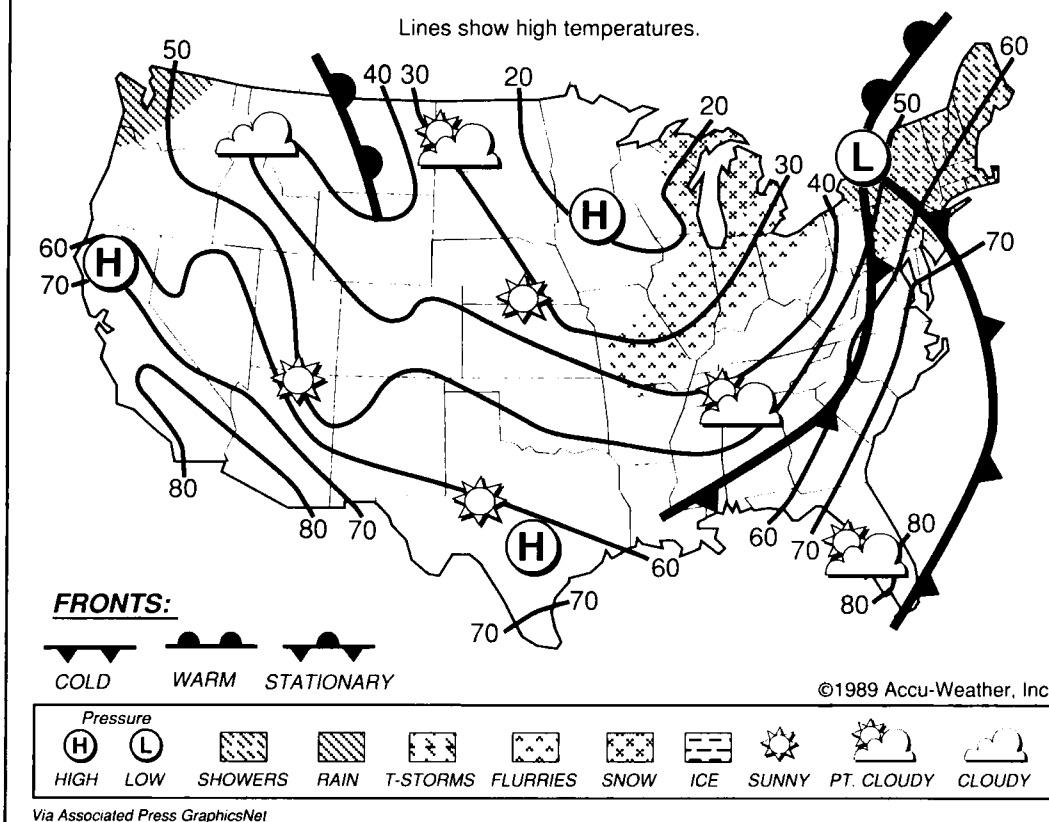 Lines show high temperatures.
50
40
30
20
20
30
40
50
60
L
H
60
H
70
70
80
80
70
H
60
60
70
80
80
70
70
FRONTS:
COLD WARM STATIONARY
©1989 Accu-Weather, Inc
Pressure
H L
HIGH LOW SHOWERS RAIN T-STORMS FLURRIES SNOW ICE SUNNY PT. CLOUDY CLOUDY
Via Associated Press GraphicsNet